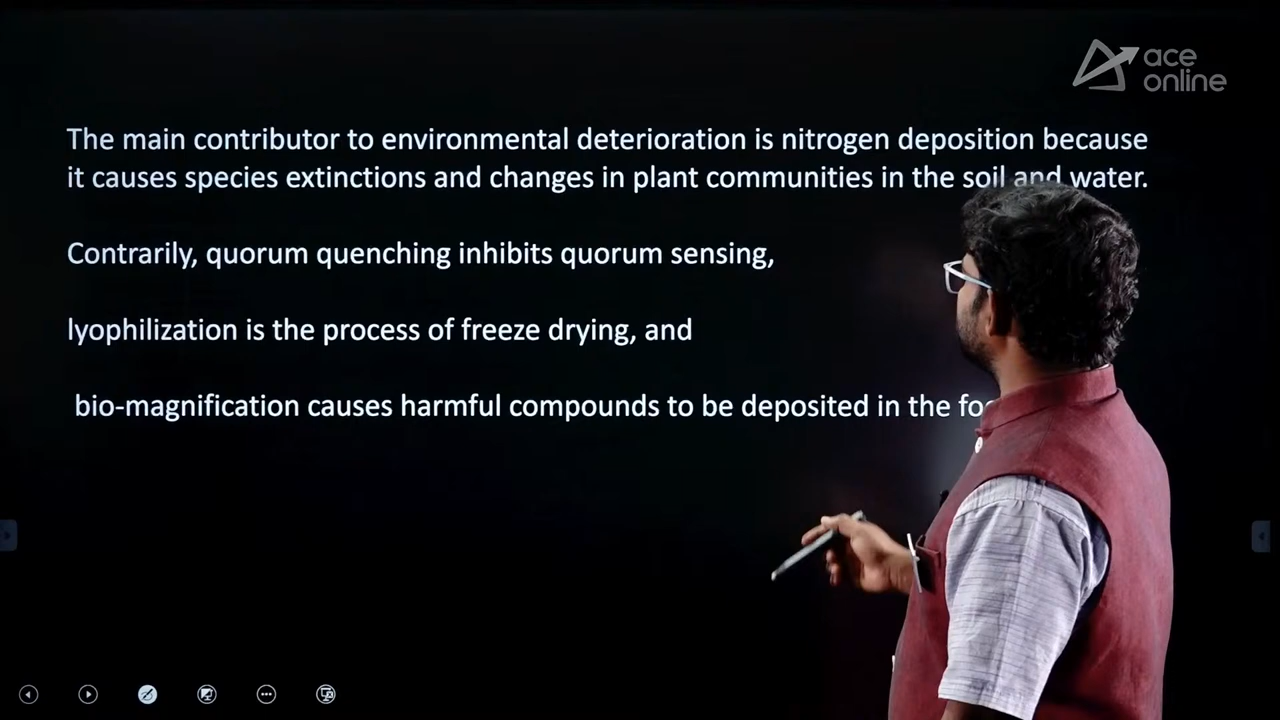 ace
online
The main contributor to environmental deterioration is nitrogen deposition because
it causes species extinctions and changes in plant communities in the soil and water.
Contrarily, quorum quenching inhibits quorum sensing,
lyophilization is the process of freeze drying, and
bio-magnification causes harmful compounds to be deposited in the